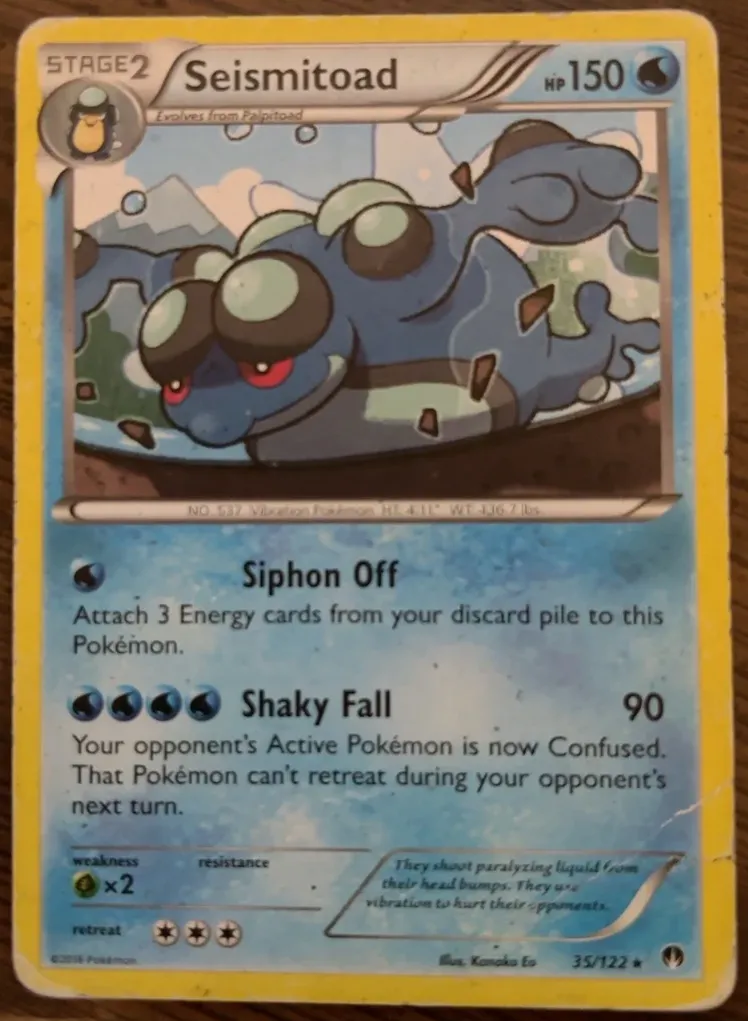 STAGE2
Seismitoad
HP150
Evolves from Palpitoad
NO. 537 Vibration Pokémon HT. 4'11" WT. 136.7 lbs.
Siphon Off
Attach 3 Energy cards from your discard pile to this
Pokémon.
Shaky Fall 90
Your opponent's Active Pokémon is now Confused.
That Pokémon can't retreat during your opponent's
next turn.
weakness resistance
×2
They shoot paralyzing liquid from
their head bumps. They use
vibration to hurt their opponents.
retreat
©2016 Pokémon
Illus. Kanako Eo 35/122 ★